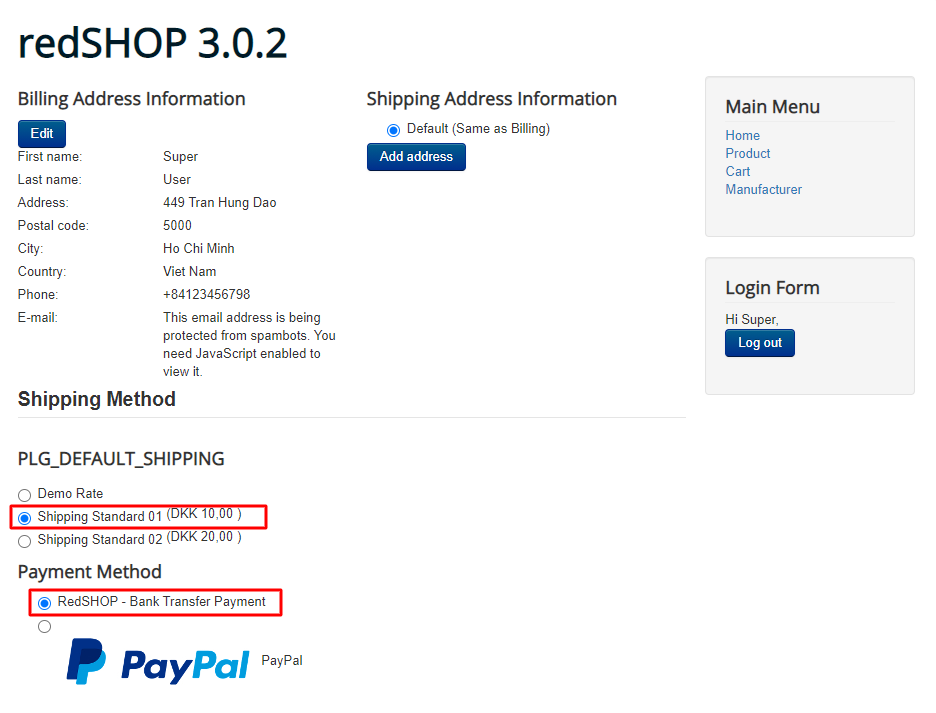 redSHOP 3.0.2
Billing Address Information
Edit
First name: Super
Last name: User
Address: 449 Tran Hung Dao
Postal code: 5000
City: Ho Chi Minh
Country: Viet Nam
Phone: +84123456798
E-mail: This email address is being
protected from spambots. You
need JavaScript enabled to
view it.
Shipping Address Information
Default (Same as Billing)
Add address
Shipping Method
PLG_DEFAULT_SHIPPING
Demo Rate
Shipping Standard 01 (DKK 10,00 )
Shipping Standard 02 (DKK 20,00 )
Payment Method
RedSHOP - Bank Transfer Payment
PayPal PayPal
Main Menu
Home
Product
Cart
Manufacturer
Login Form
Hi Super,
Log out